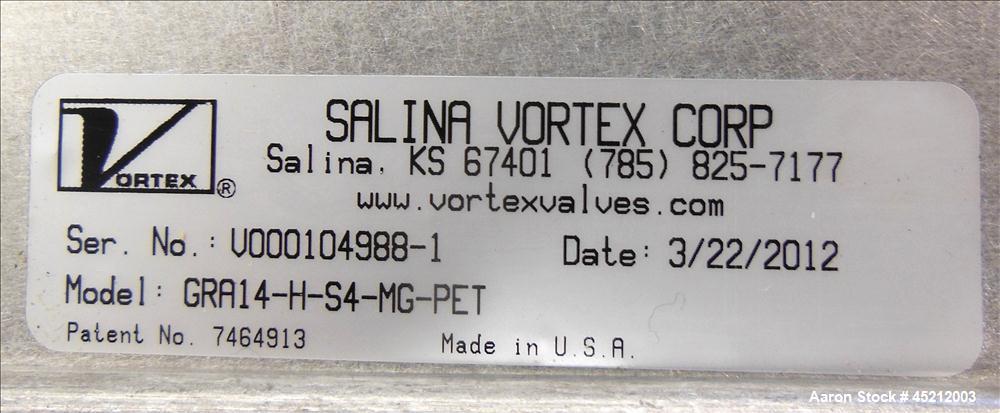 SALINA VORTEX CORP
VORTEX ®
Salina, KS 67401 (785) 825-7177
www.vortexvalves.com
Ser. No.: V000104988-1 Date: 3/22/2012
Model: GRA14-H-S4-MG-PET
Patent No. 7464913 Made in U.S.A.
Aaron Stock # 45212003